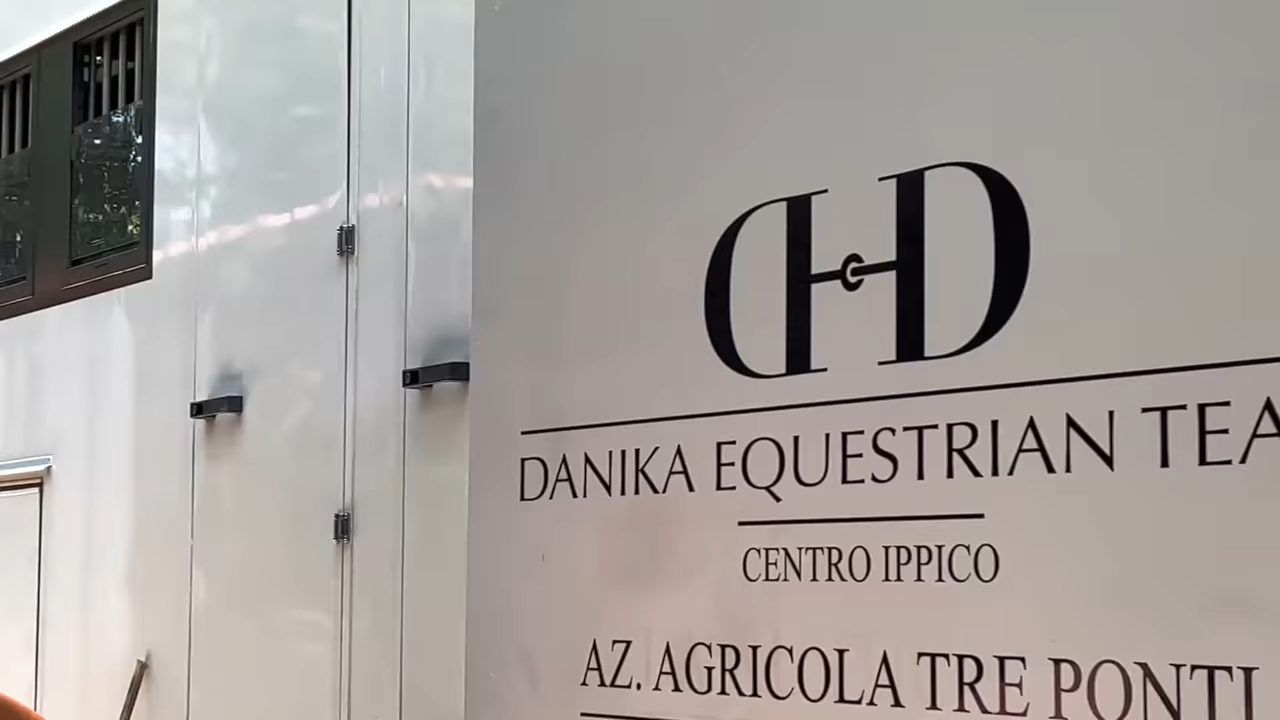 DANIKA EQUESTRIAN TEA
CENTRO IPPICO
AZ. AGRICOLA TRE PONTI